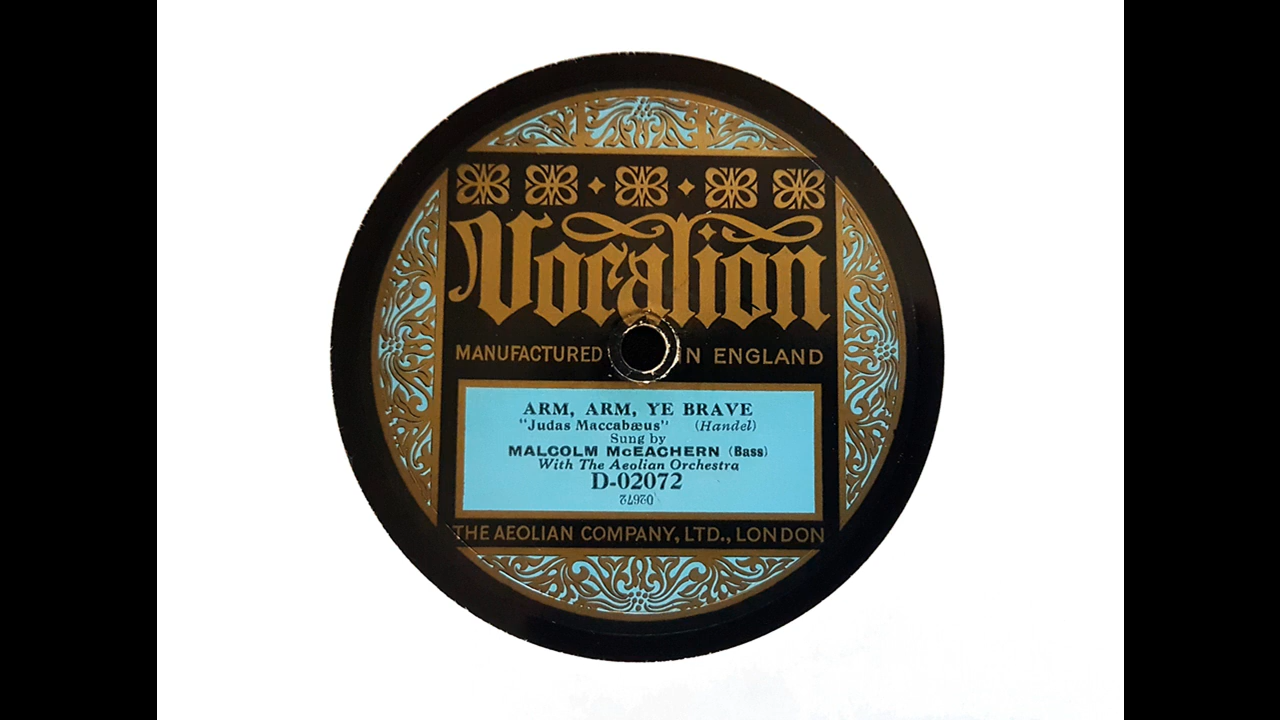 Vocalion
MANUFACTURED IN ENGLAND
ARM, ARM, YE BRAVE
"Judas Maccabæus" (Handel)
Sung by
MALCOLM McEACHERN (Bass)
With The Aeolian Orchestra
D-02072
02672
THE AEOLIAN COMPANY, LTD., LONDON